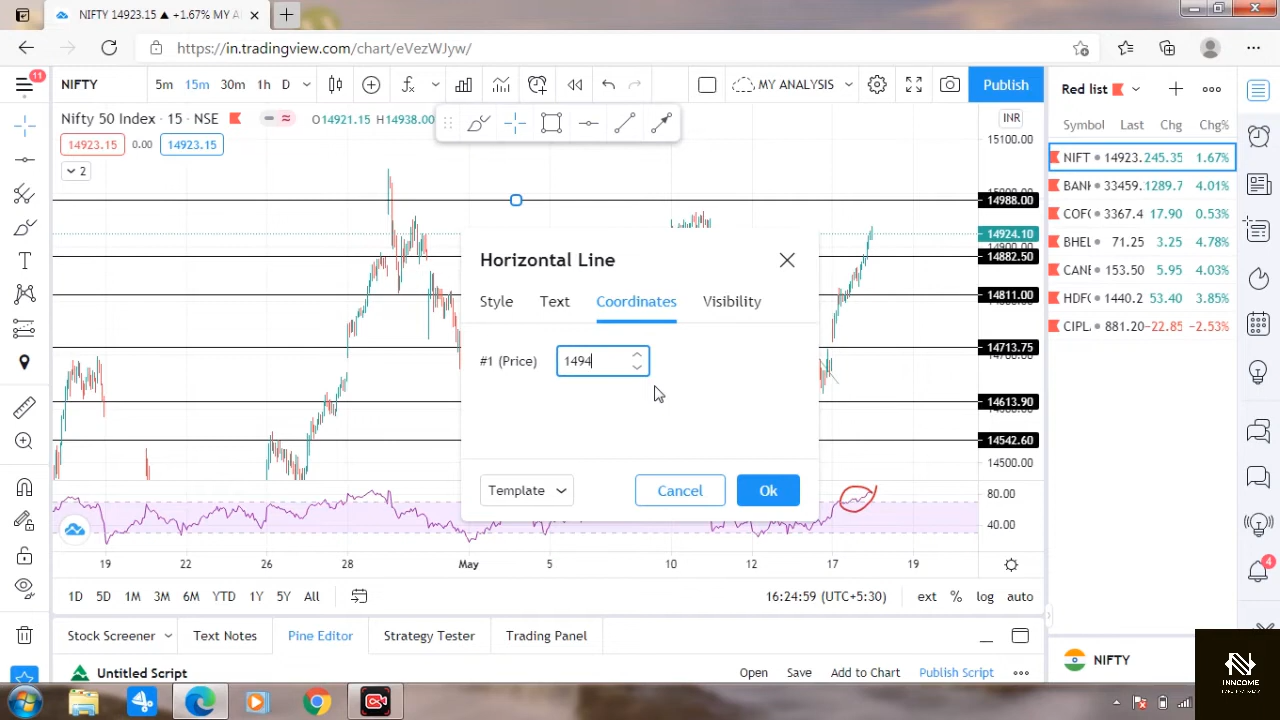 NIFTY 14923.15 ▲ +1.67% MY A
https://in.tradingview.com/chart/eVezWJyw/
11
NIFTY
5m 15m 30m 1h D
MY ANALYSIS
Publish
Red list
Nifty 50 Index · 15 · NSE
O14921.15 H14938.00
INR
Symbol Last Chg Chg%
14923.15 0.00 14923.15
2
15100.00
14988.00
14924.10
14882.50
14811.00
14713.75
14613.90
14542.60
14500.00
80.00
40.00
NIFT 14923. 245.35 1.67%
BANK 33459. 1289.7 4.01%
COFO 3367.4 17.90 0.53%
BHEL 71.25 3.25 4.78%
CANE 153.50 5.95 4.03%
HDFC 1440.2 53.40 3.85%
CIPL 881.20 -22.85 -2.53%
Horizontal Line
Style Text Coordinates Visibility
#1 (Price) 1494
Template Cancel Ok
19 22 26 28 May 5 10 12 17 19
1D 5D 1M 3M 6M YTD 1Y 5Y All
16:24:59 (UTC+5:30) ext % log auto
4
Stock Screener Text Notes Pine Editor Strategy Tester Trading Panel
Untitled Script
Open Save Add to Chart Publish Script
NIFTY
INNCOME